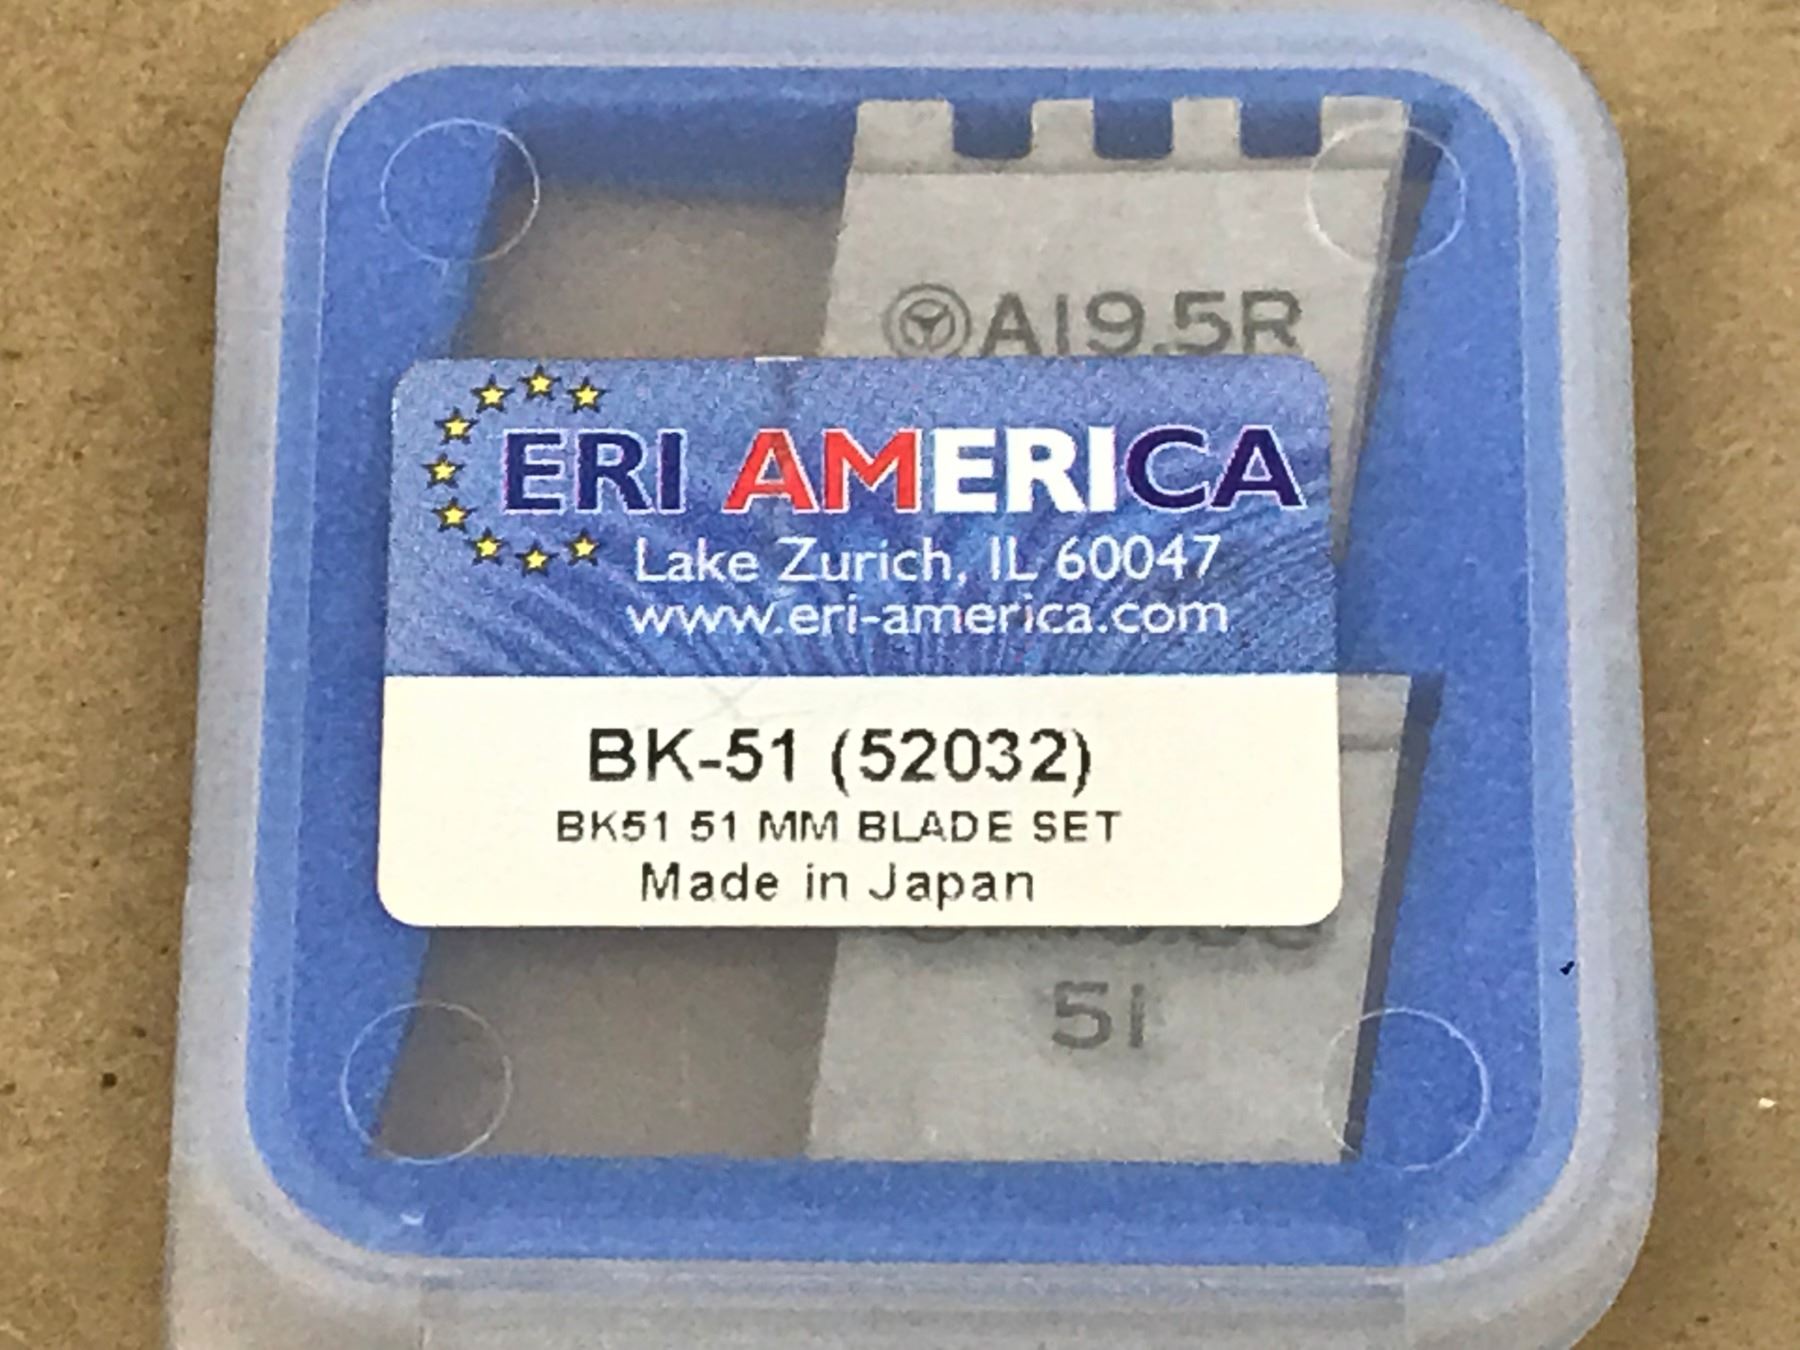 A19.5R
ERI AMERICA
Lake Zurich, IL 60047
www.eri-america.com
BK-51 (52032)
BK51 51 MM BLADE SET
Made in Japan
51